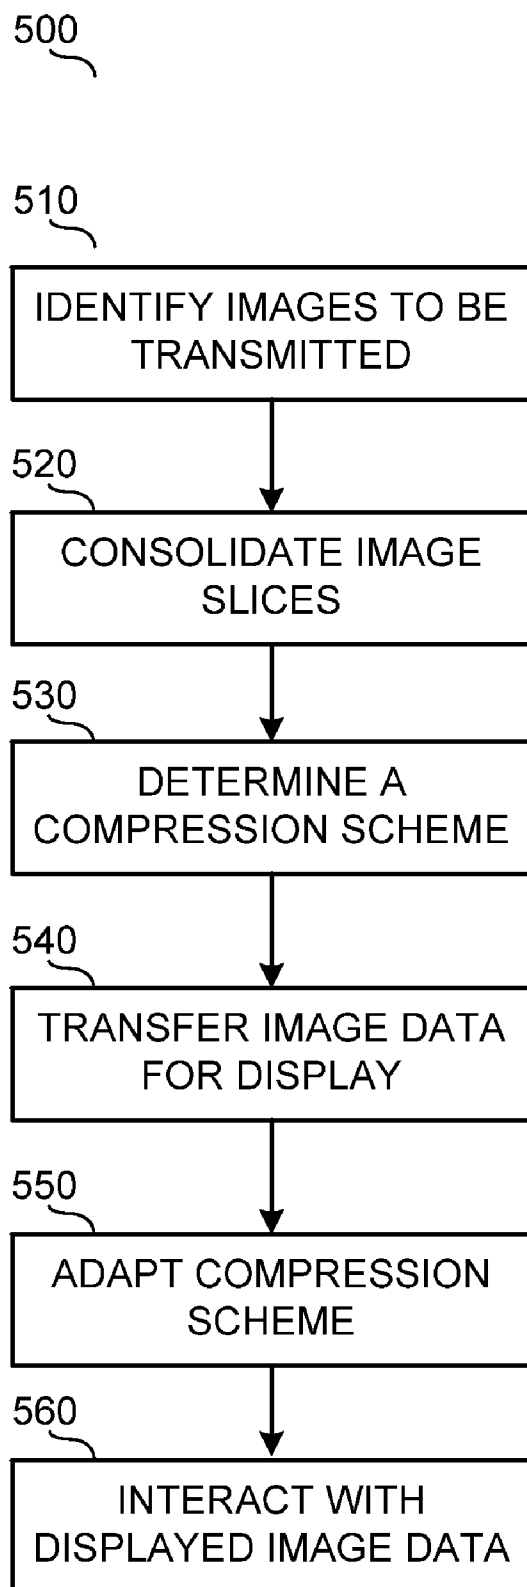 500
510
IDENTIFY IMAGES TO BE
TRANSMITTED
520
CONSOLIDATE IMAGE
SLICES
530
DETERMINE A
COMPRESSION SCHEME
540
TRANSFER IMAGE DATA
FOR DISPLAY
550
ADAPT COMPRESSION
SCHEME
560
INTERACT WITH
DISPLAYED IMAGE DATA